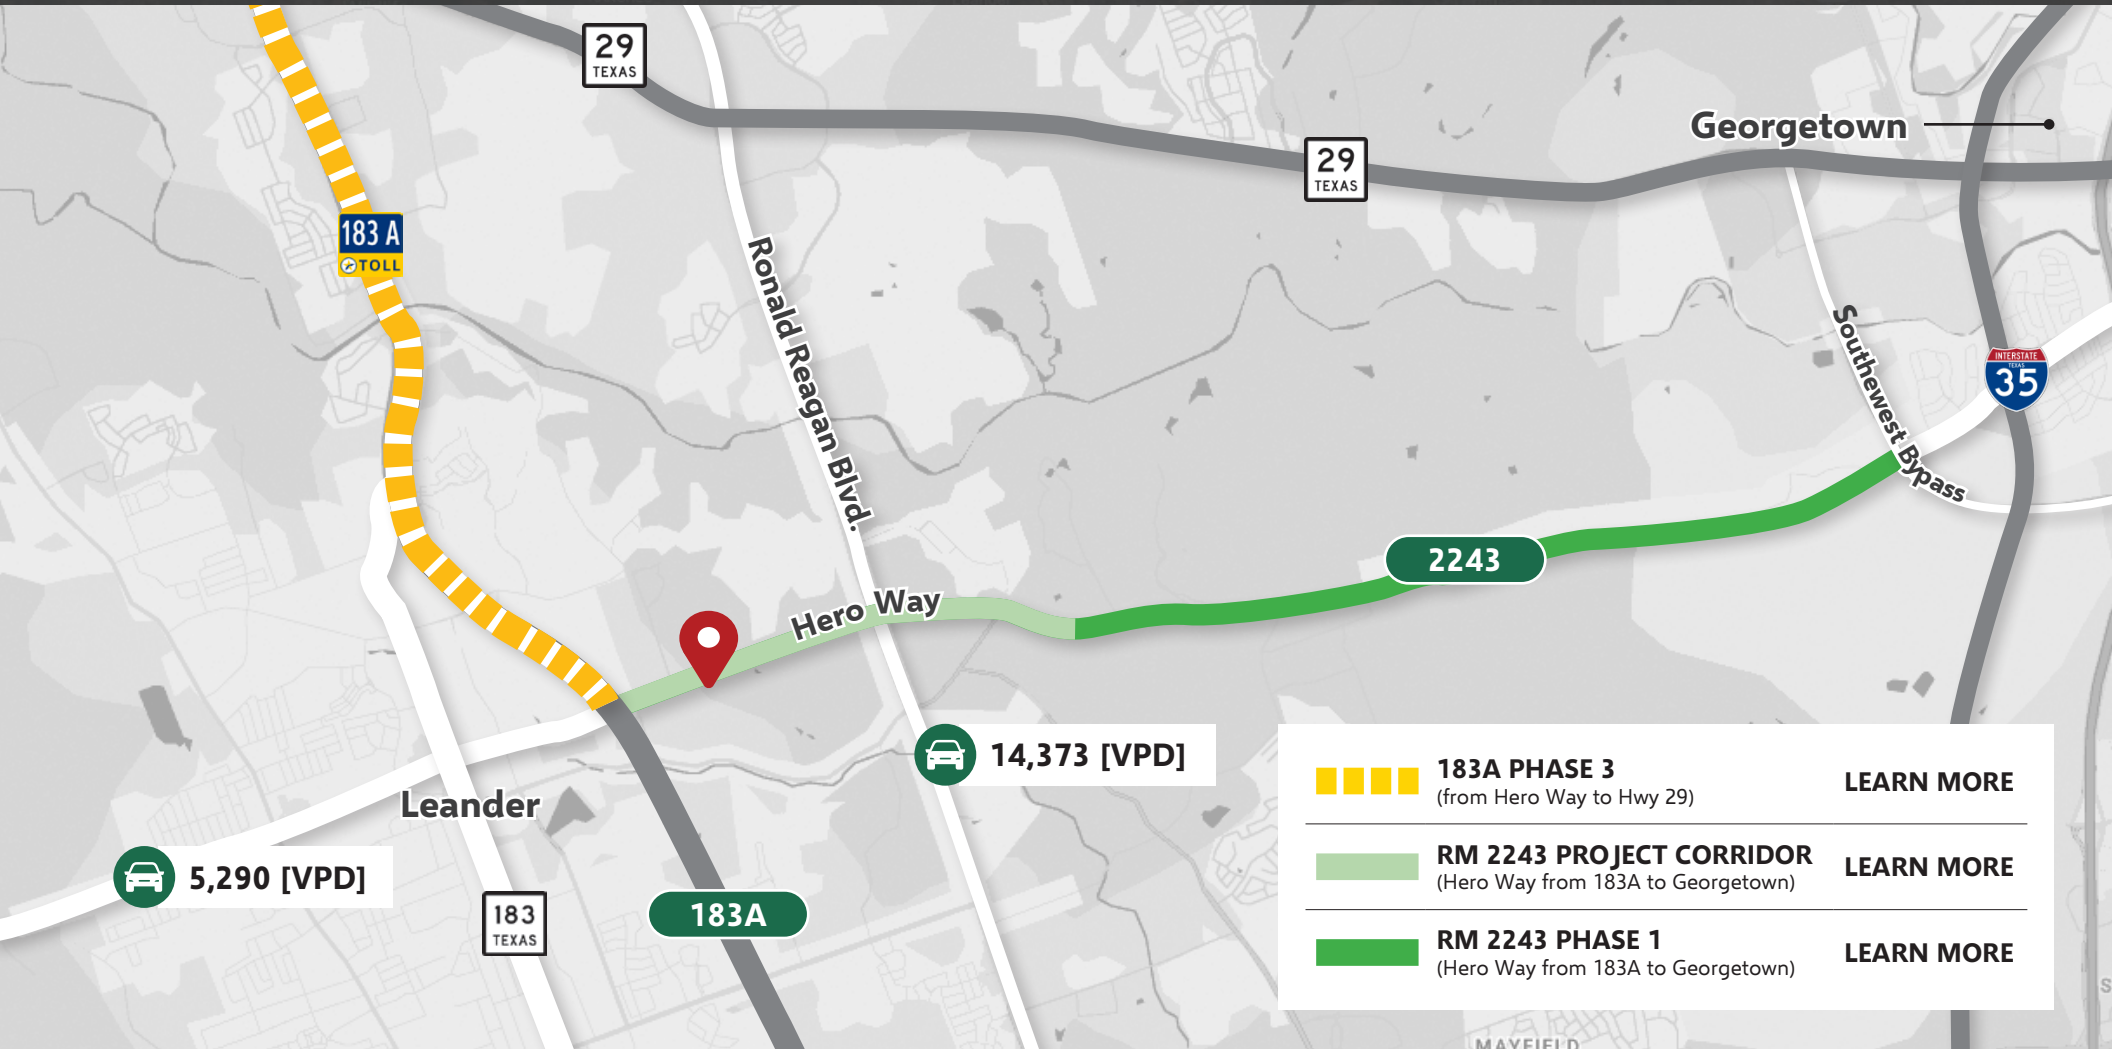 29
TEXAS
Georgetown
29
TEXAS
183 A
TOLL
Ronald Reagan Blvd.
Southewest Bypass
INTERSTATE
TEXAS
35
2243
Hero Way
14,373 [VPD]
Leander
5,290 [VPD]
183
TEXAS
183A
183A PHASE 3
(from Hero Way to Hwy 29)
LEARN MORE
RM 2243 PROJECT CORRIDOR
(Hero Way from 183A to Georgetown)
LEARN MORE
RM 2243 PHASE 1
(Hero Way from 183A to Georgetown)
LEARN MORE
S
MAYFIELD